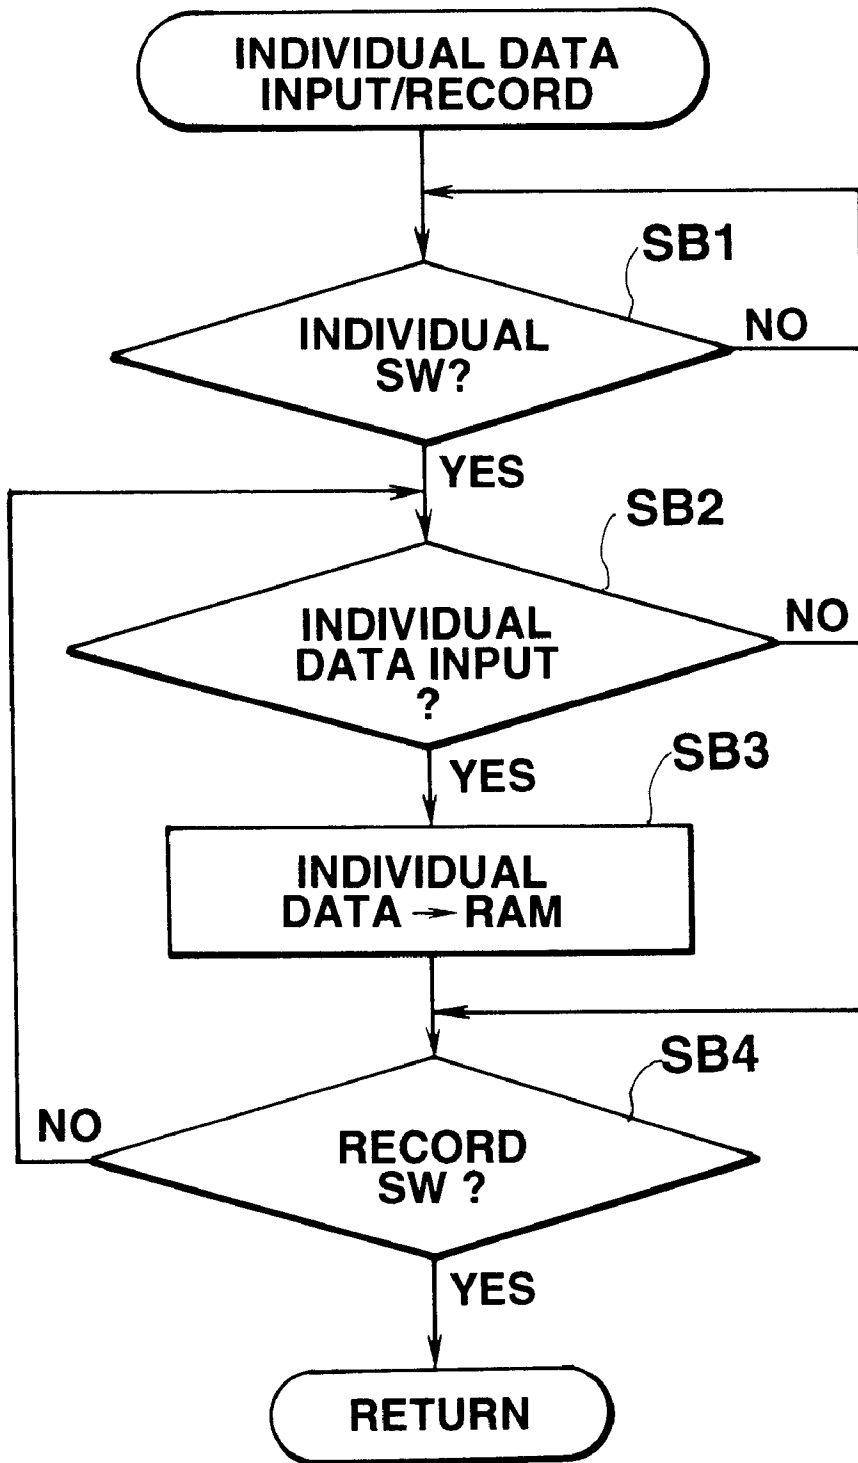 INDIVIDUAL DATA
INPUT/RECORD
SB1
INDIVIDUAL
SW?
NO
YES
SB2
INDIVIDUAL
DATA INPUT
?
NO
YES
SB3
INDIVIDUAL
DATA → RAM
SB4
NO
RECORD
SW ?
YES
RETURN